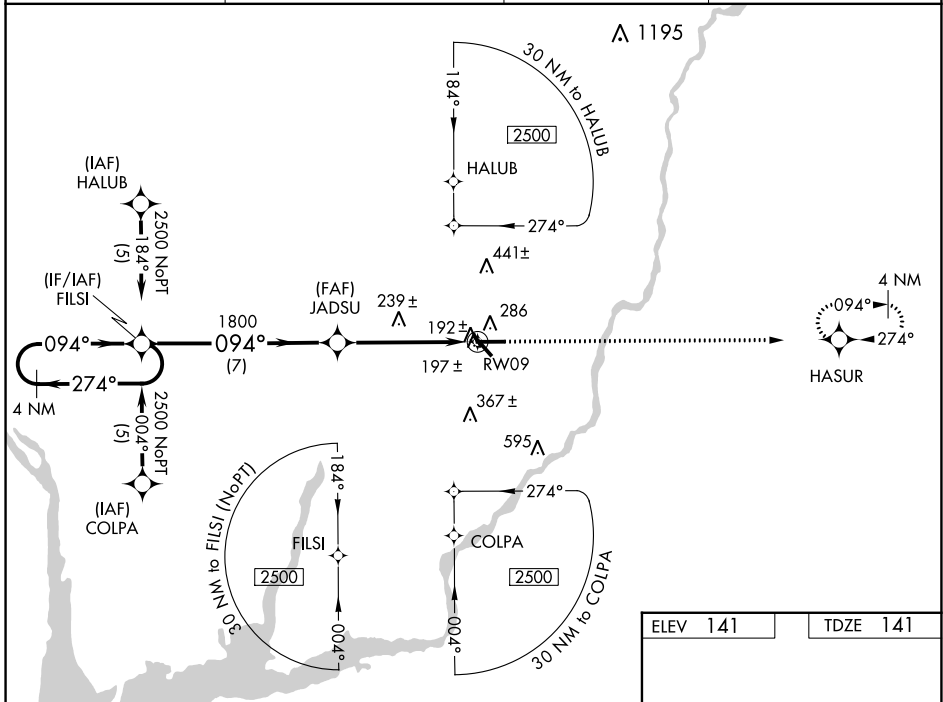 1195
30 NM to HALUB
184°
2500
HALUB
274°
(IAF)
HALUB
2500 NoPT
184°
(5)
441±
(IF/IAF)
FILSI
(FAF)
JADSU
239±
286
4 NM
094°
274°
HASUR
1800
094°
(7)
192±
197±
RW09
094°
274°
4 NM
2500 NoPT
004°
(5)
(IAF)
COLPA
367±
595
30 NM to FILSI (NoPT)
184°
FILSI
2500
004°
274°
COLPA
2500
004°
30 NM to COLPA
ELEV 141
TDZE 141